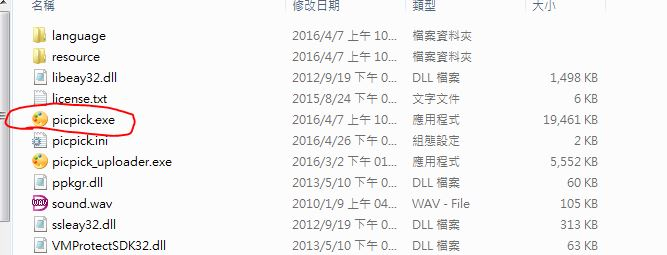 名稱 修改日期 類型 大小
language 2016/4/7 上午 10... 檔案資料夾
resource 2016/4/7 上午 10... 檔案資料夾
libeay32.dll 2012/9/19 下午 0... DLL 檔案 1,498 KB
license.txt 2015/8/24 下午 0... 文字文件 6 KB
picpick.exe 2016/4/7 上午 10... 應用程式 19,461 KB
picpick.ini 2016/4/26 下午 0... 組態設定 2 KB
picpick_uploader.exe 2016/3/2 下午 01... 應用程式 5,552 KB
ppkgr.dll 2013/5/10 下午 0... DLL 檔案 60 KB
sound.wav 2010/1/9 上午 04... WAV - File 105 KB
ssleay32.dll 2012/9/19 下午 0... DLL 檔案 313 KB
VMProtectSDK32.dll 2013/5/10 下午 0... DLL 檔案 63 KB